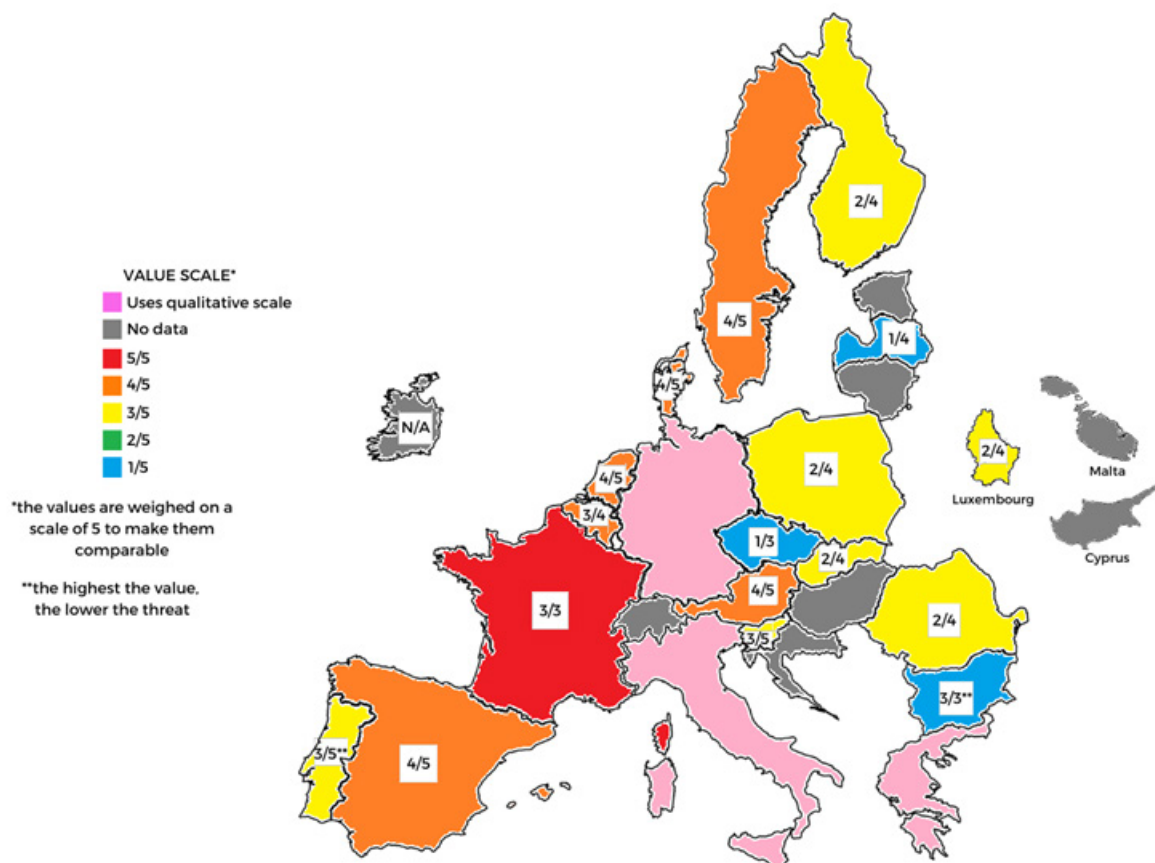 2/4
VALUE SCALE*
Uses qualitative scale
No data
5/5
4/5
3/5
2/5
1/5
*the values are weighed on a
scale of 5 to make them
comparable
**the highest the value,
the lower the threat
4/5
1/4
4/5
N/A
2/4
Malta
Luxembourg
Cyprus
4/5
3/4
2/4
1/3
2/4
4/5
3/3
3/5
2/4
3/3**
3/5**
4/5